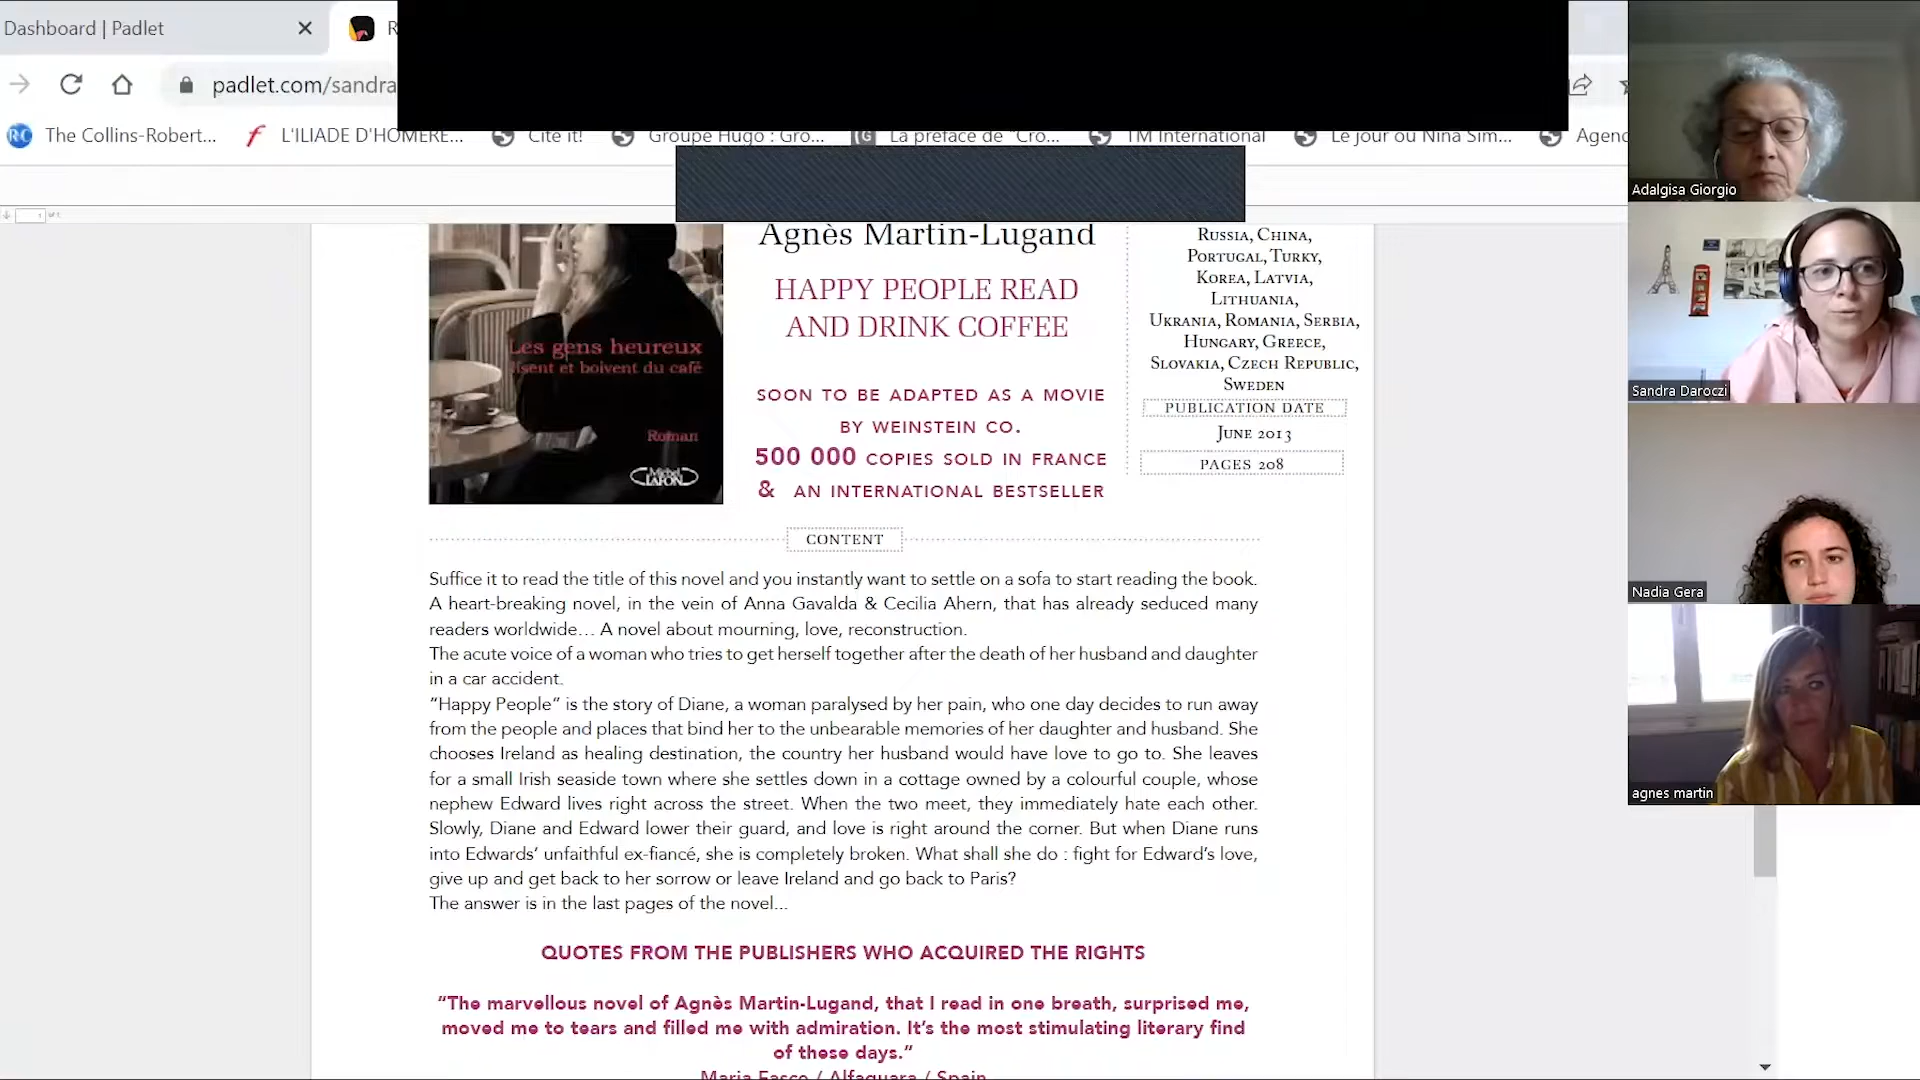 Dashboard | Padlet
padlet.com/sandra
The Collins-Robert...
L'ILIADE D'HOMÈRE...
Cite it!
Groupe Hugo : Gro...
La préface de "Cro...
TM International
Le jour où Nina Sim...
Agen
1 of 1
Agnès Martin-Lugand
HAPPY PEOPLE READ
AND DRINK COFFEE
SOON TO BE ADAPTED AS A MOVIE
BY WEINSTEIN CO.
500 000 COPIES SOLD IN FRANCE
& AN INTERNATIONAL BESTSELLER
Les gens heureux
lisent et boivent du café
Roman
Michel
LAFON
RUSSIA, CHINA,
PORTUGAL, TURKY,
KOREA, LATVIA,
LITHUANIA,
UKRANIA, ROMANIA, SERBIA,
HUNGARY, GREECE,
SLOVAKIA, CZECH REPUBLIC,
SWEDEN
PUBLICATION DATE
JUNE 2013
PAGES 208
CONTENT
Suffice it to read the title of this novel and you instantly want to settle on a sofa to start reading the book.
A heart-breaking novel, in the vein of Anna Gavalda & Cecilia Ahern, that has already seduced many
readers worldwide… A novel about mourning, love, reconstruction.
The acute voice of a woman who tries to get herself together after the death of her husband and daughter
in a car accident.
“Happy People” is the story of Diane, a woman paralysed by her pain, who one day decides to run away
from the people and places that bind her to the unbearable memories of her daughter and husband. She
chooses Ireland as healing destination, the country her husband would have love to go to. She leaves
for a small Irish seaside town where she settles down in a cottage owned by a colourful couple, whose
nephew Edward lives right across the street. When the two meet, they immediately hate each other.
Slowly, Diane and Edward lower their guard, and love is right around the corner. But when Diane runs
into Edwards’ unfaithful ex-fiancé, she is completely broken. What shall she do : fight for Edward’s love,
give up and get back to her sorrow or leave Ireland and go back to Paris?
The answer is in the last pages of the novel...
QUOTES FROM THE PUBLISHERS WHO ACQUIRED THE RIGHTS
“The marvellous novel of Agnès Martin-Lugand, that I read in one breath, surprised me,
moved me to tears and filled me with admiration. It’s the most stimulating literary find
of these days.”
Maria Fasce / Alfaguara / Spain
Adalgisa Giorgio
Sandra Daroczi
Nadia Gera
agnes martin